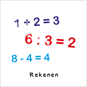 1 ÷ 2 = 3
6 : 3 = 2
8 - 4 = 4
Rekenen